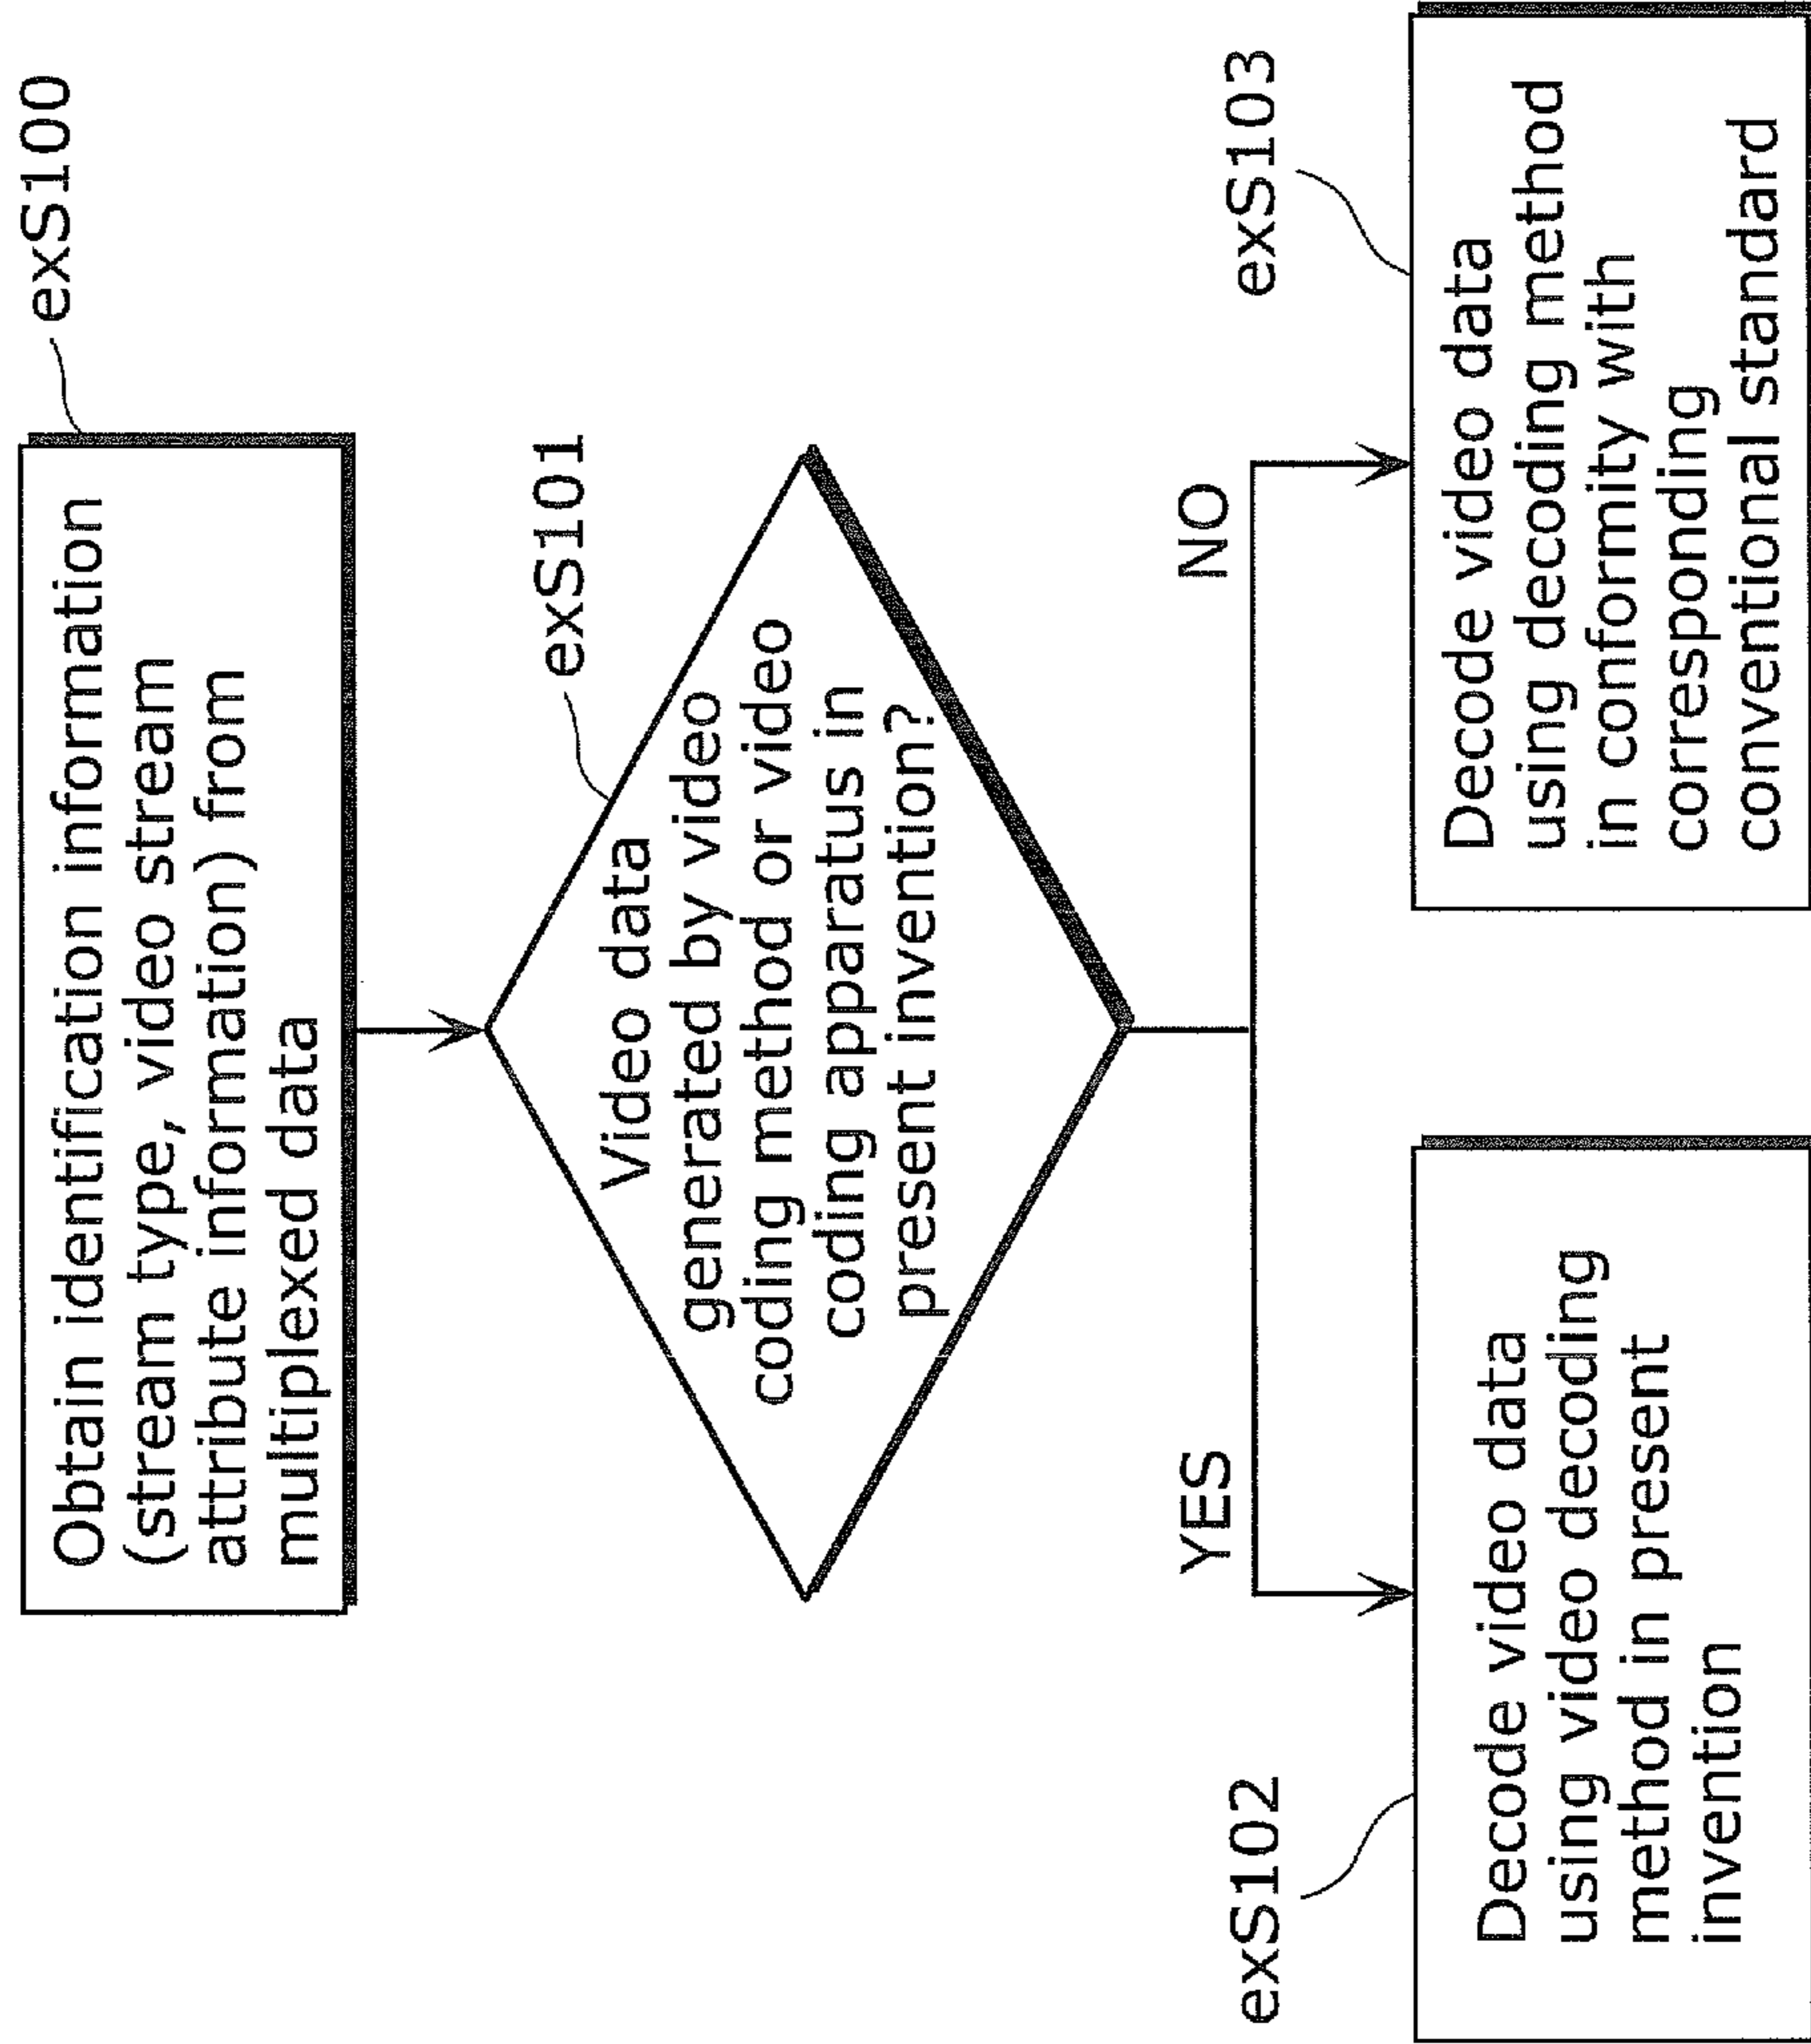 exS100
Obtain identification information
(stream type, video stream
attribute information) from
multiplexed data
exS101
Video data
generated by video
coding method or video
coding apparatus in
present invention?
YES
NO
exS102
exS103
Decode video data
using video decoding
method in present
invention
Decode video data
using decoding method
in conformity with
corresponding
conventional standard